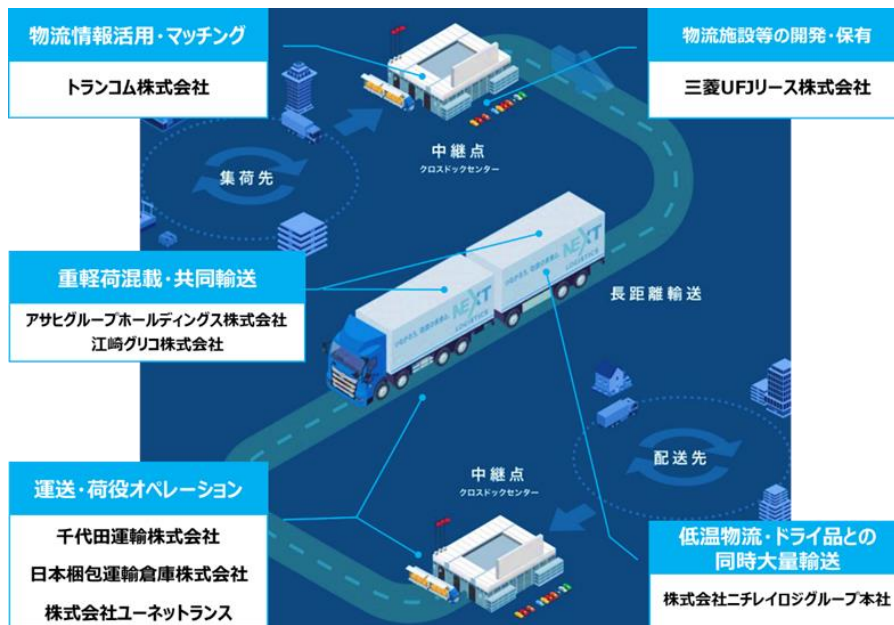 物流情報活用・マッチング
トランコム株式会社
物流施設等の開発・保有
三菱UFJリース株式会社
中継点
クロスドックセンター
集荷先
重軽荷混載・共同輸送
アサヒグループホールディングス株式会社
江崎グリコ株式会社
NEXT
LOGISTICS
NEXT
LOGISTICS
長距離輸送
運送・荷役オペレーション
千代田運輸株式会社
日本梱包運輸倉庫株式会社
株式会社ユーネットランス
中継点
クロスドックセンター
配送先
低温物流・ドライ品との
同時大量輸送
株式会社ニチレイロジグループ本社